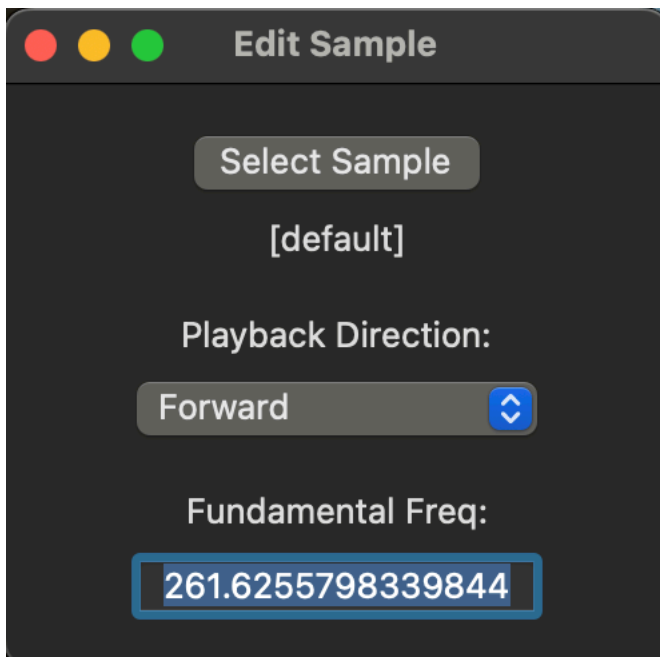 Edit Sample
Select Sample
[default]
Playback Direction:
Forward
Fundamental Freq:
261.6255798339844